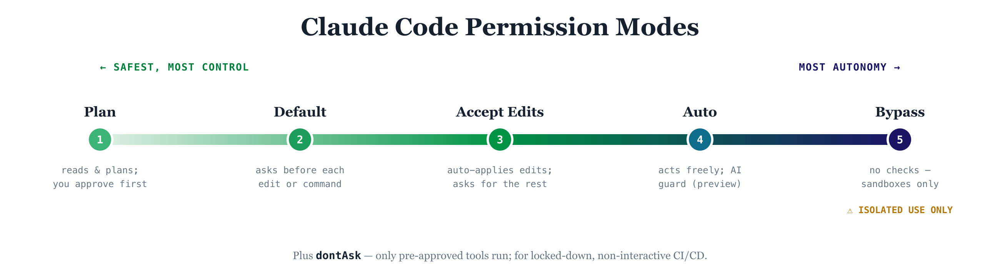 Claude Code Permission Modes
← SAFEST, MOST CONTROL
MOST AUTONOMY →
Plan
Default
Accept Edits
Auto
Bypass
1
2
3
4
5
reads & plans;
you approve first
asks before each
edit or command
auto-applies edits;
asks for the rest
acts freely; AI
guard (preview)
no checks —
sandboxes only
⚠ ISOLATED USE ONLY
Plus dontAsk — only pre-approved tools run; for locked-down, non-interactive CI/CD.